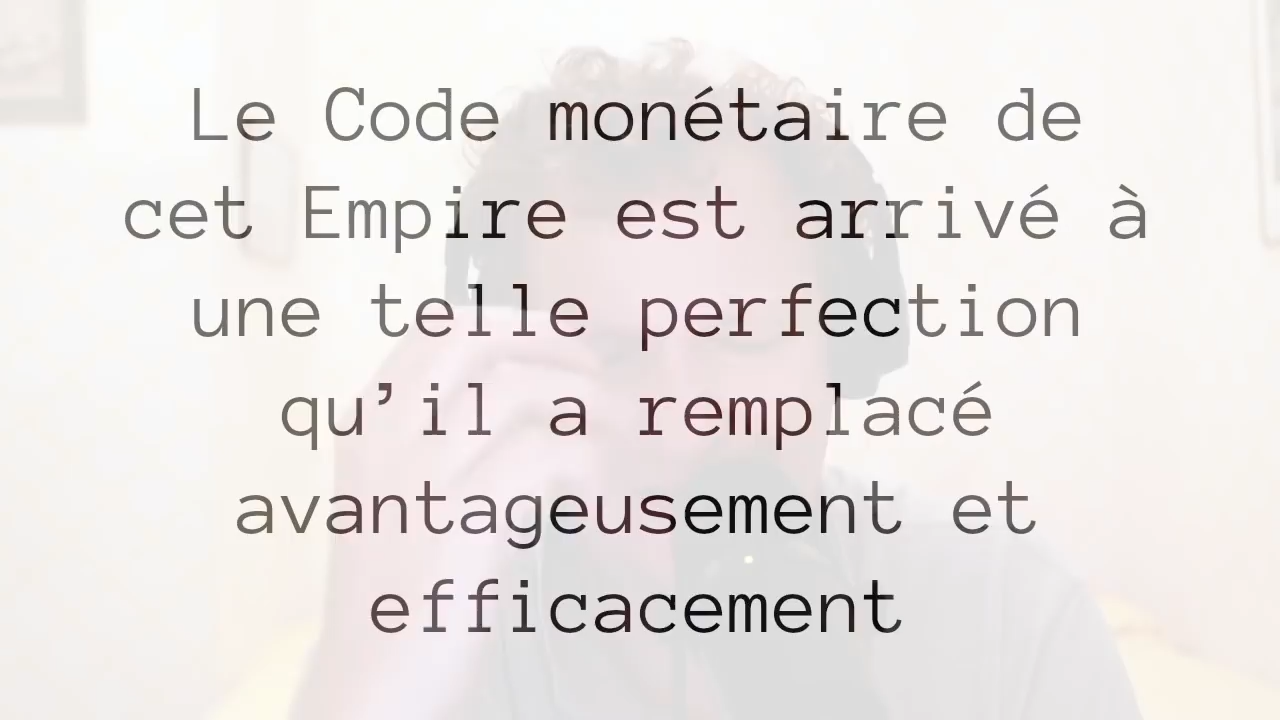 Le Code monétaire de
cet Empire est arrivé à
une telle perfection
qu’il a remplacé
avantageusement et
efficacement